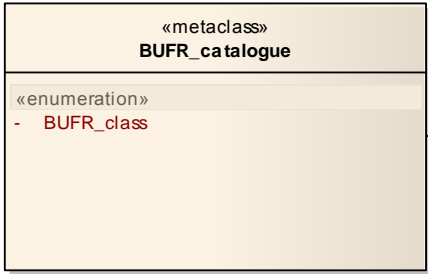 «metaclass»
BUFR_catalogue
«enumeration»
- BUFR_class